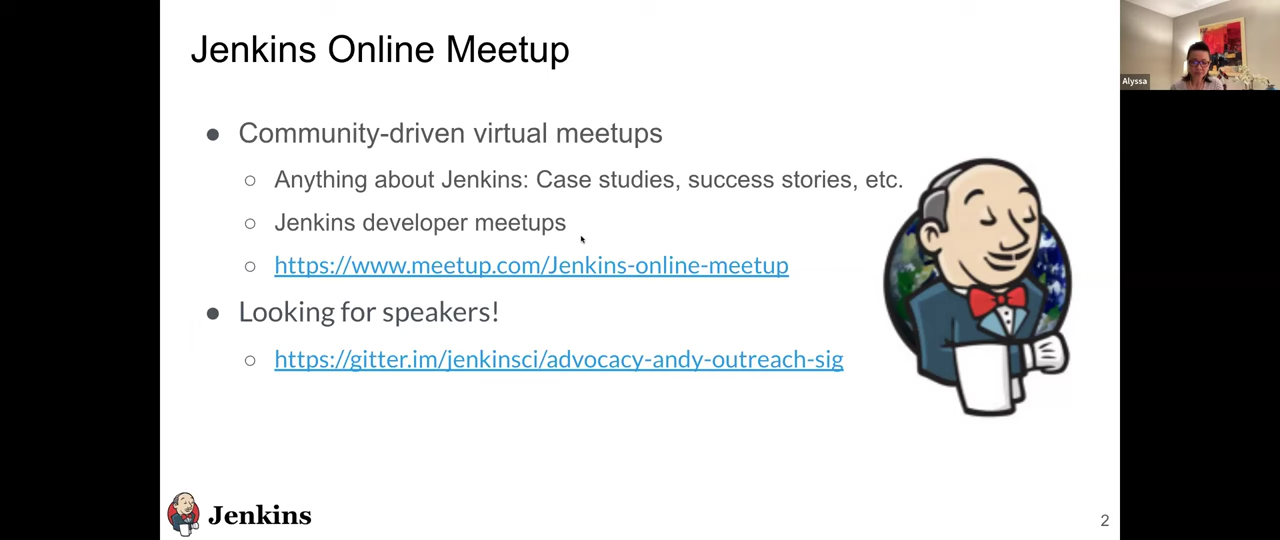 Jenkins Online Meetup
Alyssa
● Community-driven virtual meetups
○ Anything about Jenkins: Case studies, success stories, etc.
○ Jenkins developer meetups
○ https://www.meetup.com/Jenkins-online-meetup
● Looking for speakers!
○ https://gitter.im/jenkinsci/advocacy-andy-outreach-sig
Jenkins
2